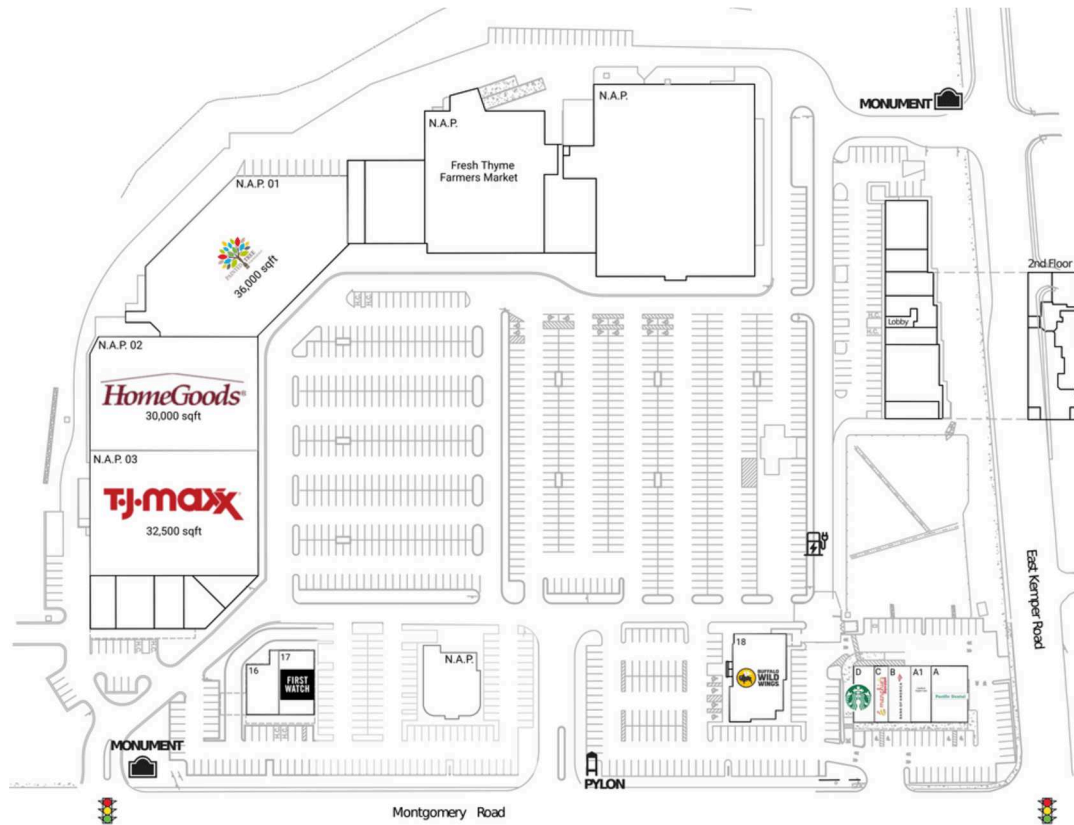 MONUMENT
N.A.P.
N.A.P.
Fresh Thyme
Farmers Market
N.A.P. 01
36,000 sqft
2nd Floor
Lobby
N.A.P. 02
HomeGoods
30,000 sqft
N.A.P. 03
T·J·maxx
32,500 sqft
East Kemper Road
16
17
FIRST
WATCH
N.A.P.
18
BUFFALO
WILD
WINGS
D
C
B
A1
A
Pacific Dental
MONUMENT
PYLON
Montgomery Road